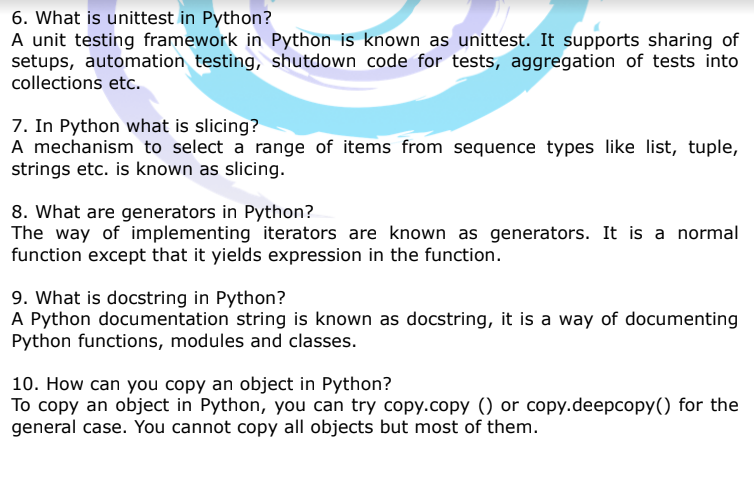 6. What is unittest in Python?
A unit testing framework in Python is known as unittest. It supports sharing of
setups, automation testing, shutdown code for tests, aggregation of tests into
collections etc.
7. In Python what is slicing?
A mechanism to select a range of items from sequence types like list, tuple,
strings etc. is known as slicing.
8. What are generators in Python?
The way of implementing iterators are known as generators. It is a normal
function except that it yields expression in the function.
9. What is docstring in Python?
A Python documentation string is known as docstring, it is a way of documenting
Python functions, modules and classes.
10. How can you copy an object in Python?
To copy an object in Python, you can try copy.copy () or copy.deepcopy() for the
general case. You cannot copy all objects but most of them.